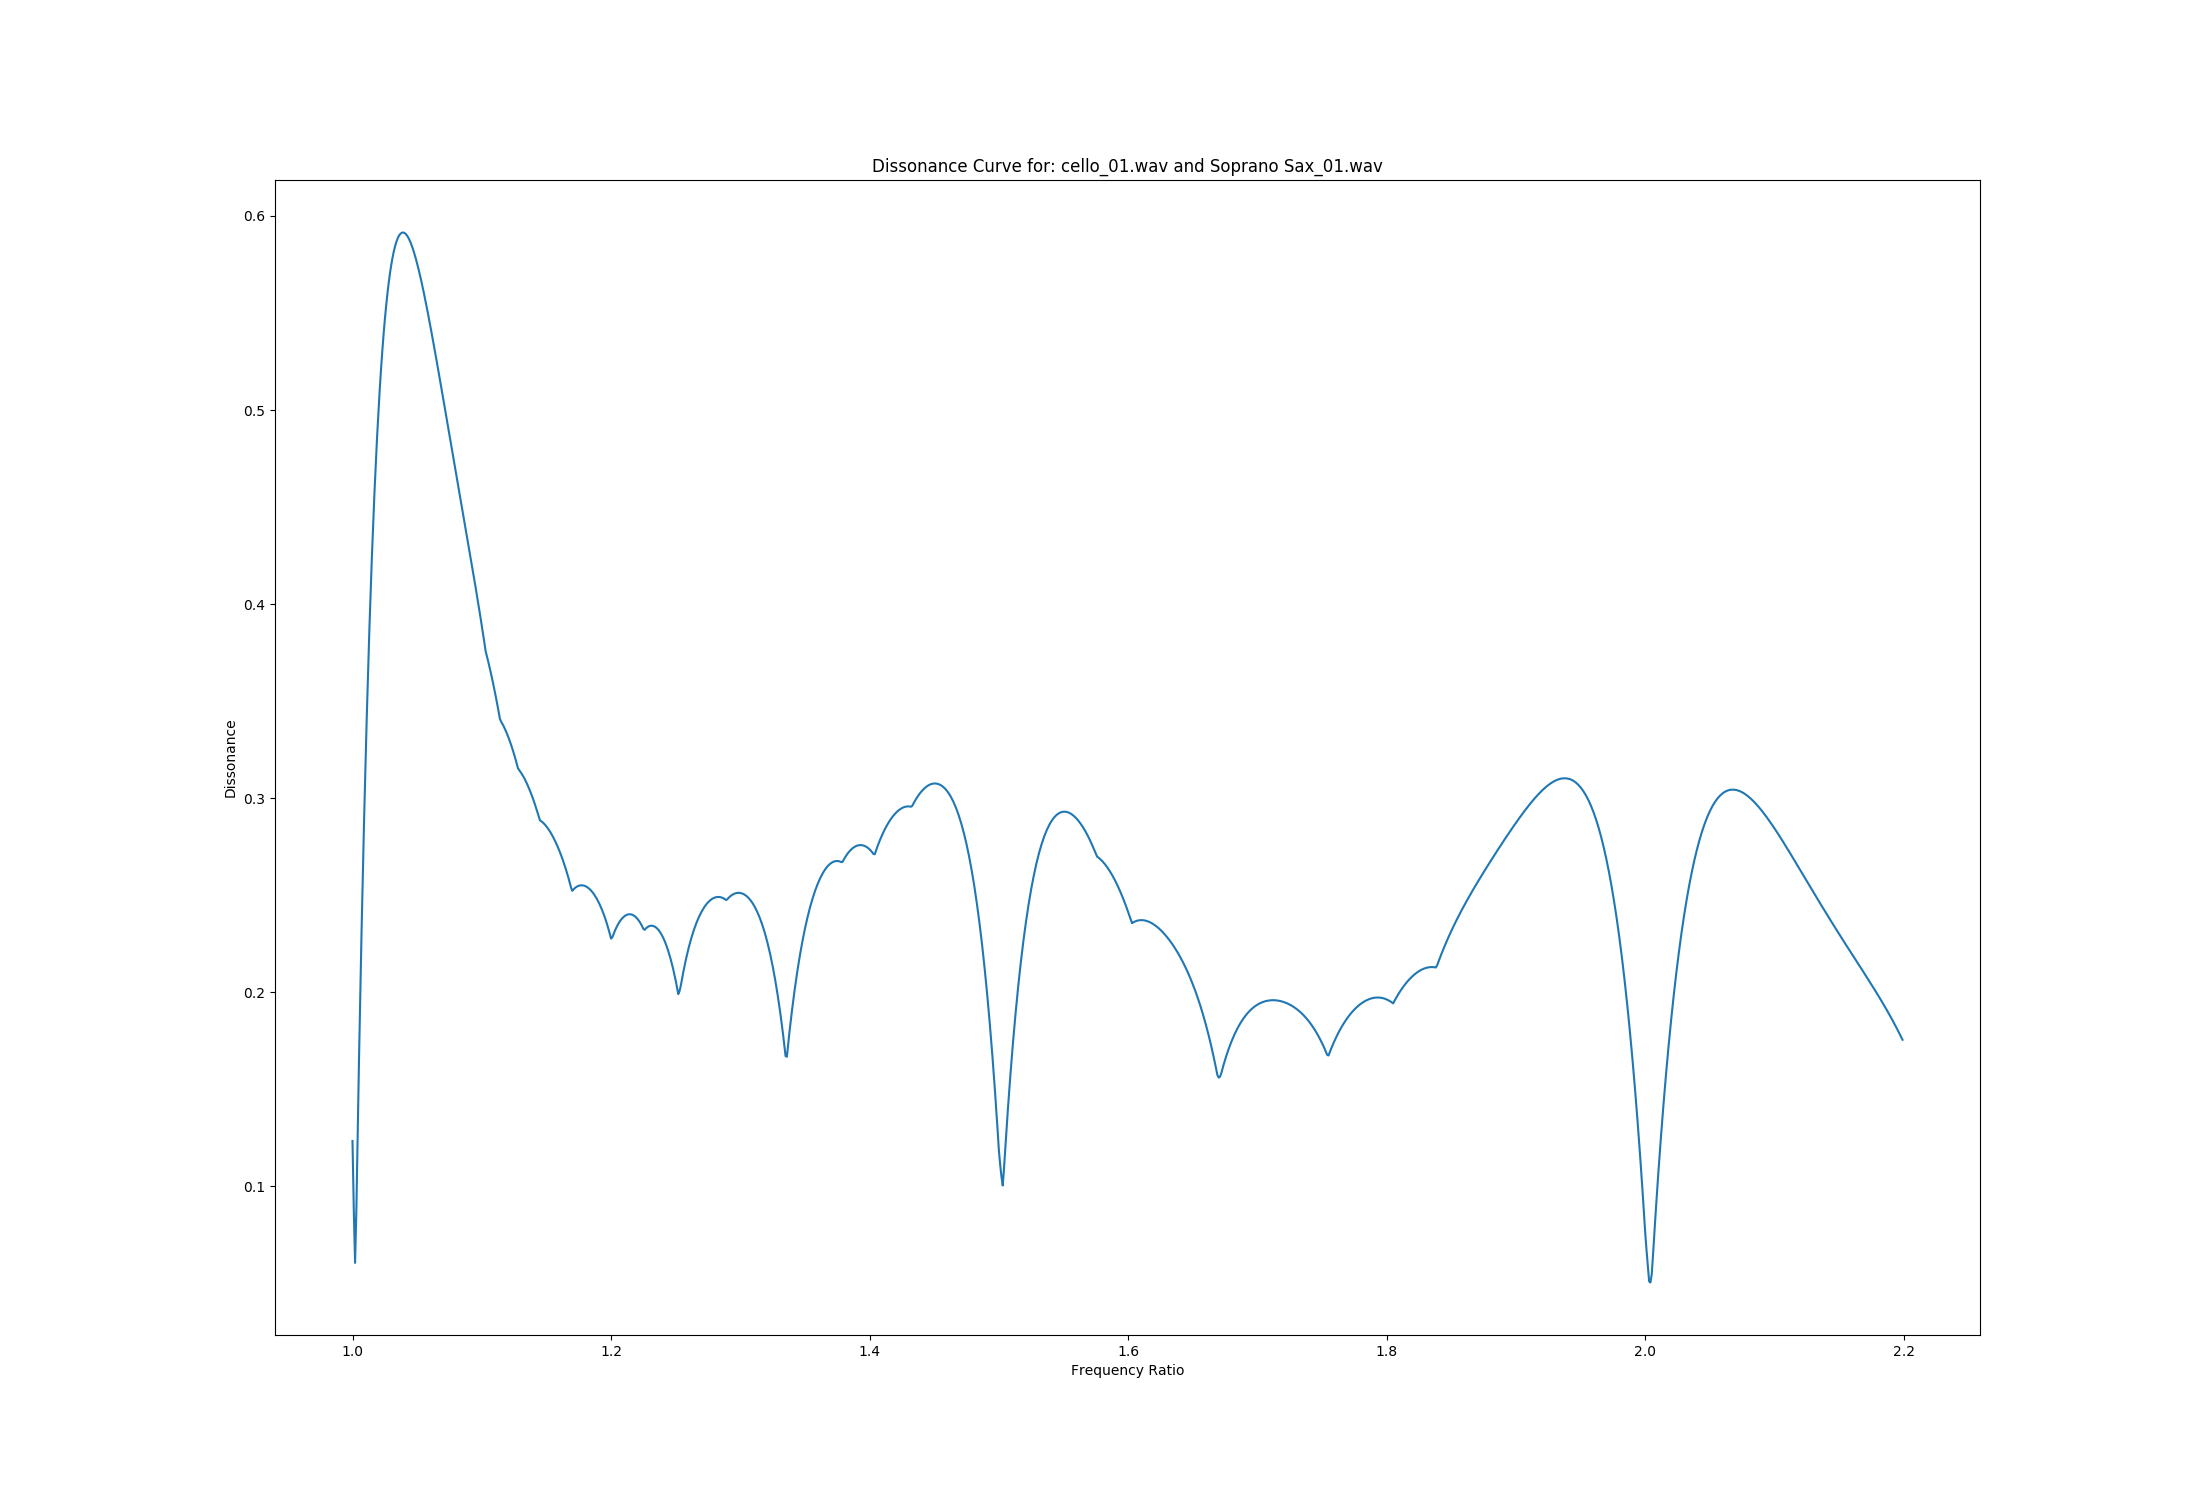 Dissonance Curve for: cello_01.wav and Soprano Sax_01.wav
0.6
0.5
0.4
0.3
0.2
0.1
Dissonance
1.0 1.2 1.4 1.6 1.8 2.0 2.2
Frequency Ratio